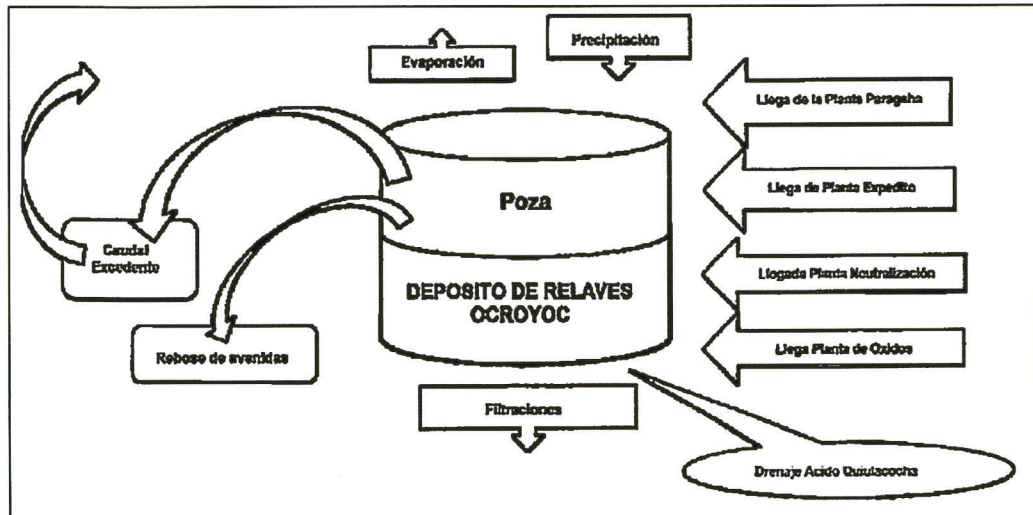 Evaporación
Precipitación
Llega de la Planta Paragsha
Llega de Planta Expedito
Caudal
Excedente
Poza
Llegada Planta Neutralización
DEPOSITO DE RELAVES
OCROYOC
Rebose de avenidas
Llega Planta de Oxidos
Filtraciones
Drenaje Acido Quiulacocha